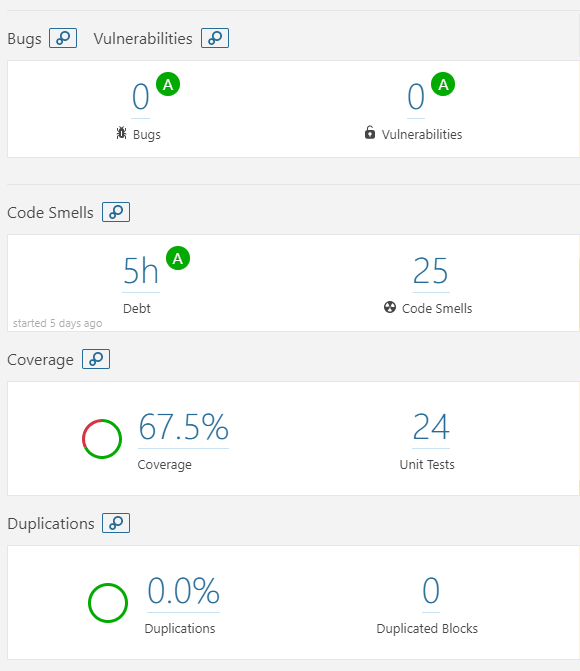 Bugs Vulnerabilities
0 A 0 A
Bugs Vulnerabilities
Code Smells
5h A 25
Debt Code Smells
started 5 days ago
Coverage
67.5% 24
Coverage Unit Tests
Duplications
0.0% 0
Duplications Duplicated Blocks